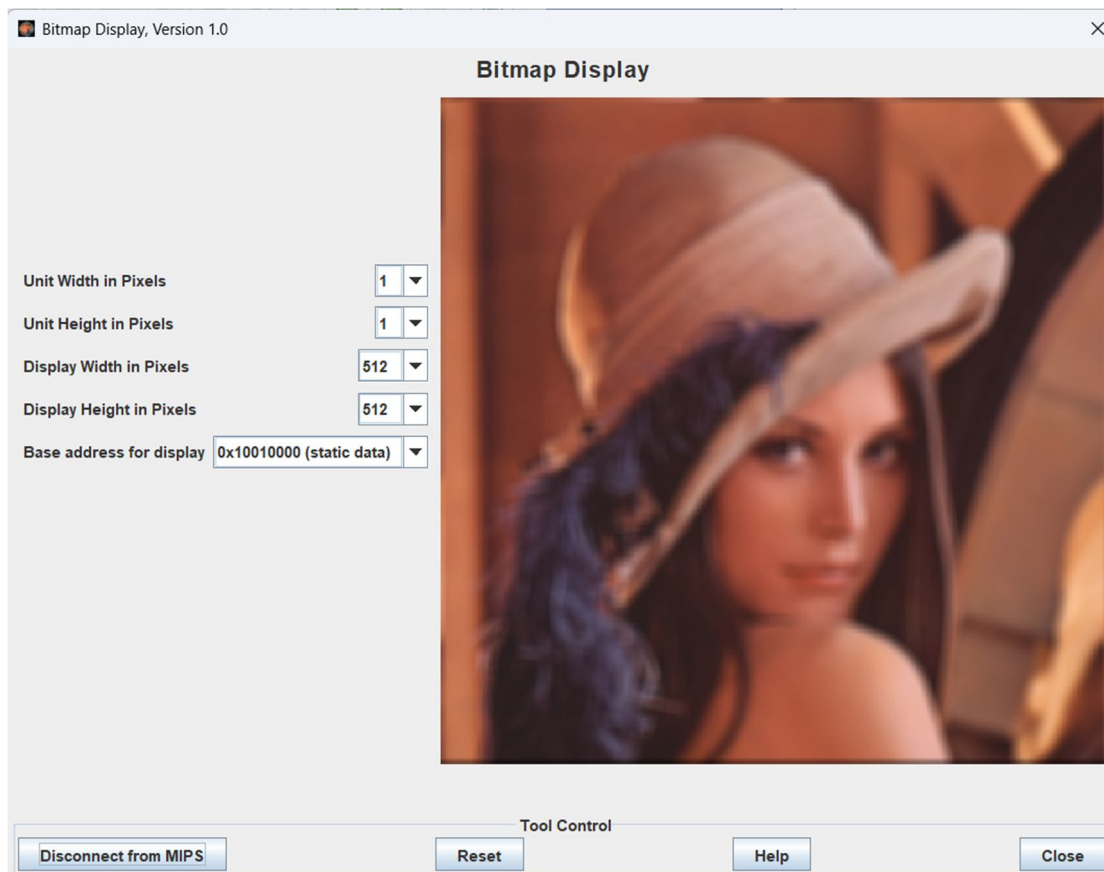 Bitmap Display, Version 1.0
Bitmap Display
Unit Width in Pixels 1
Unit Height in Pixels 1
Display Width in Pixels 512
Display Height in Pixels 512
Base address for display 0x10010000 (static data)
Tool Control
Disconnect from MIPS Reset Help Close